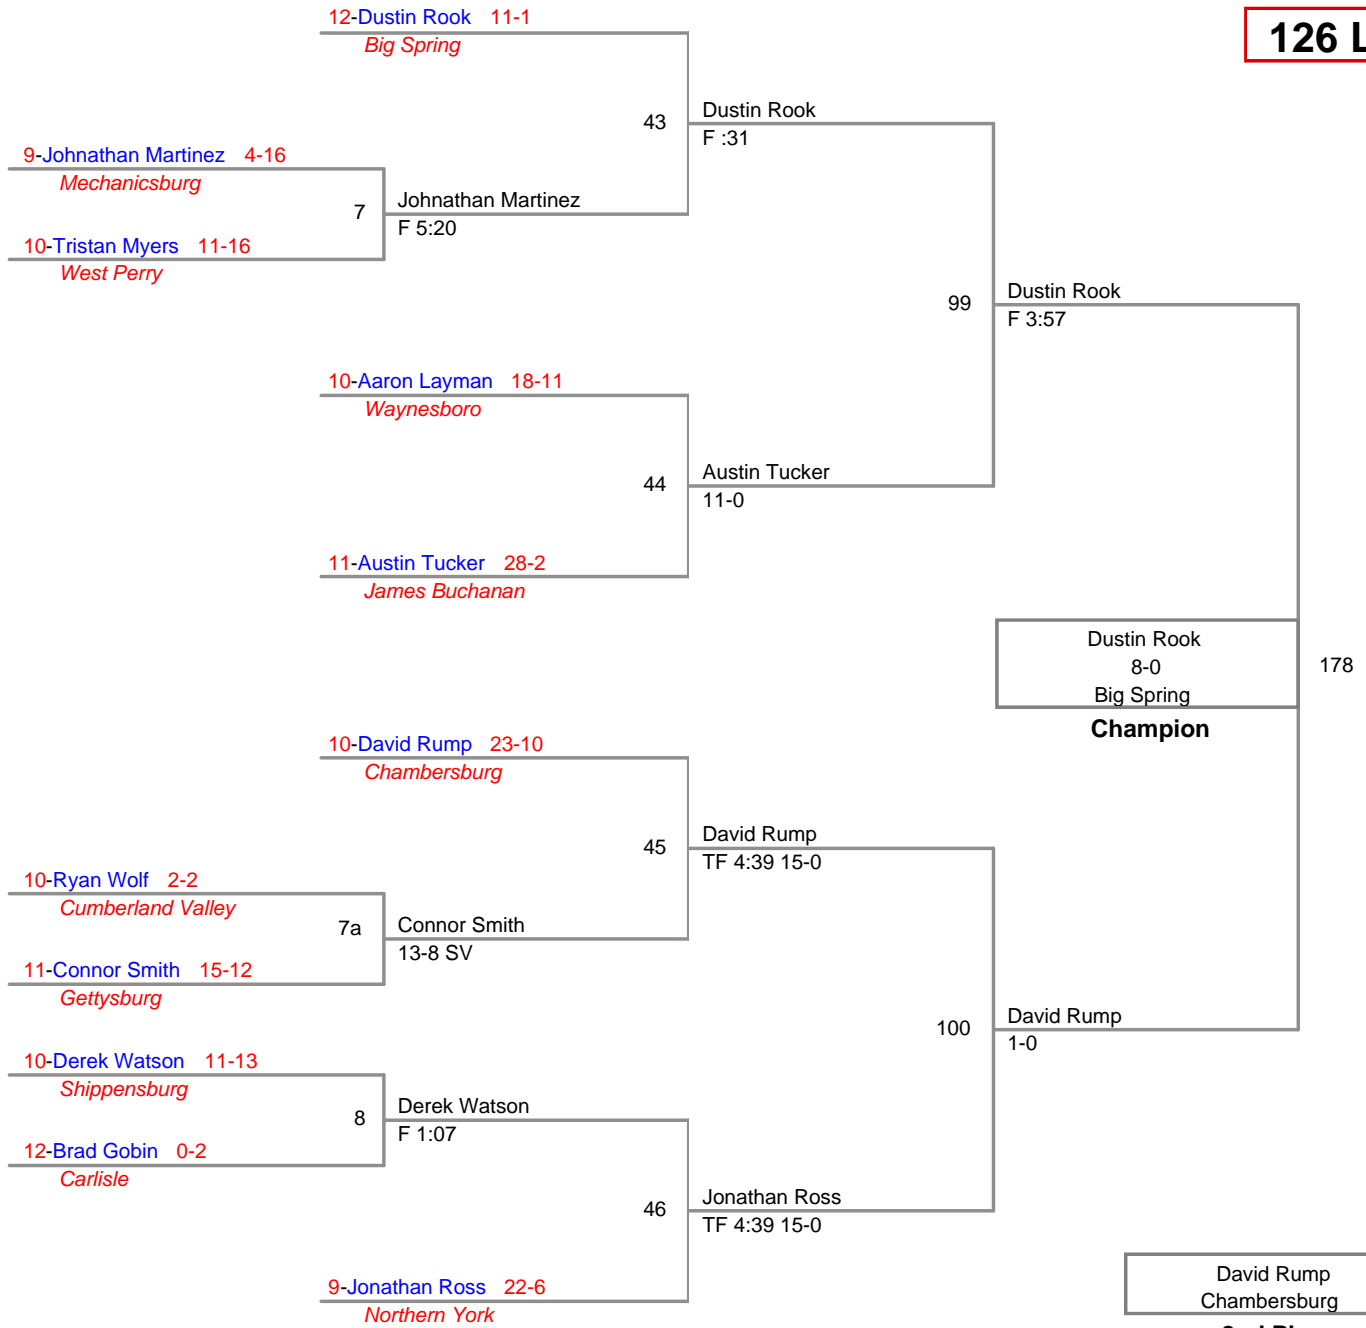 12-Dustin Rook 11-1
Big Spring
126 L
43
Dustin Rook
F :31
9-Johnathan Martinez 4-16
Mechanicsburg
7
Johnathan Martinez
F 5:20
10-Tristan Myers 11-16
West Perry
99
Dustin Rook
F 3:57
10-Aaron Layman 18-11
Waynesboro
44
Austin Tucker
11-0
11-Austin Tucker 28-2
James Buchanan
Dustin Rook
8-0
Big Spring
178
Champion
10-David Rump 23-10
Chambersburg
45
David Rump
TF 4:39 15-0
10-Ryan Wolf 2-2
Cumberland Valley
7a
Connor Smith
13-8 SV
11-Connor Smith 15-12
Gettysburg
100
David Rump
1-0
10-Derek Watson 11-13
Shippensburg
8
Derek Watson
F 1:07
12-Brad Gobin 0-2
Carlisle
46
Jonathan Ross
TF 4:39 15-0
9-Jonathan Ross 22-6
Northern York
David Rump
Chambersburg